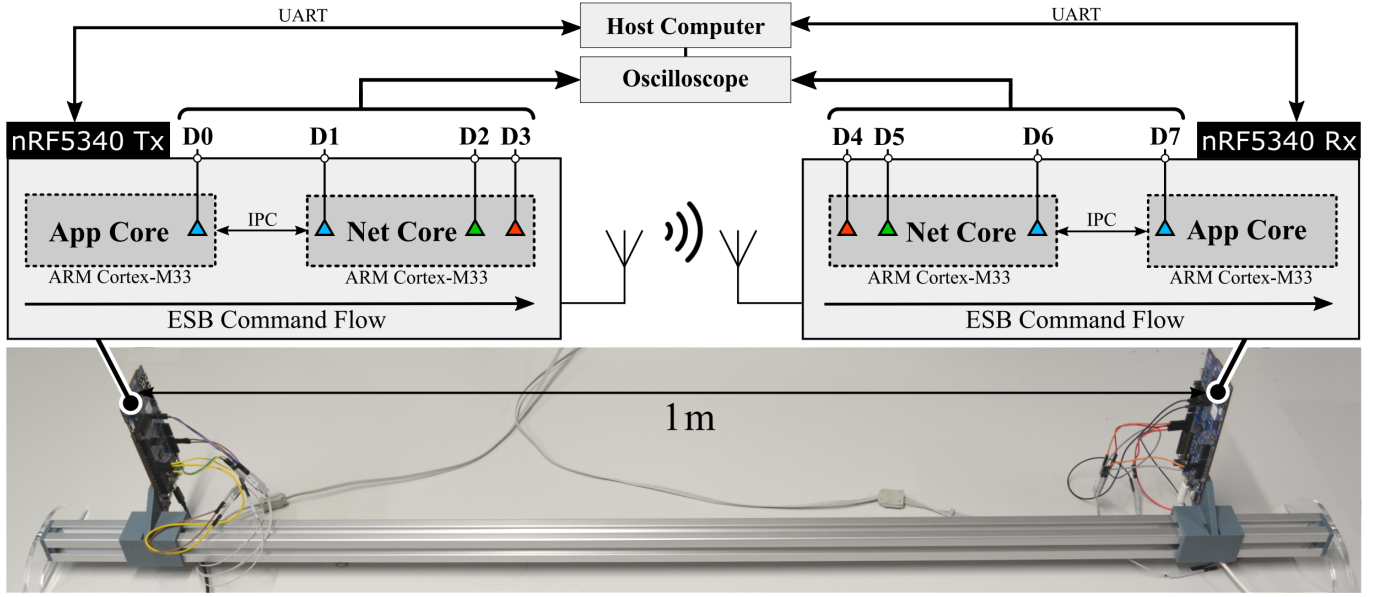 UART
Host Computer
UART
Oscilloscope
nRF5340 Tx
D0
D1
D2
D3
D4
D5
D6
D7
nRF5340 Rx
App Core
IPC
Net Core
Net Core
IPC
App Core
ARM Cortex-M33
ARM Cortex-M33
ARM Cortex-M33
ARM Cortex-M33
ESB Command Flow
ESB Command Flow
1m